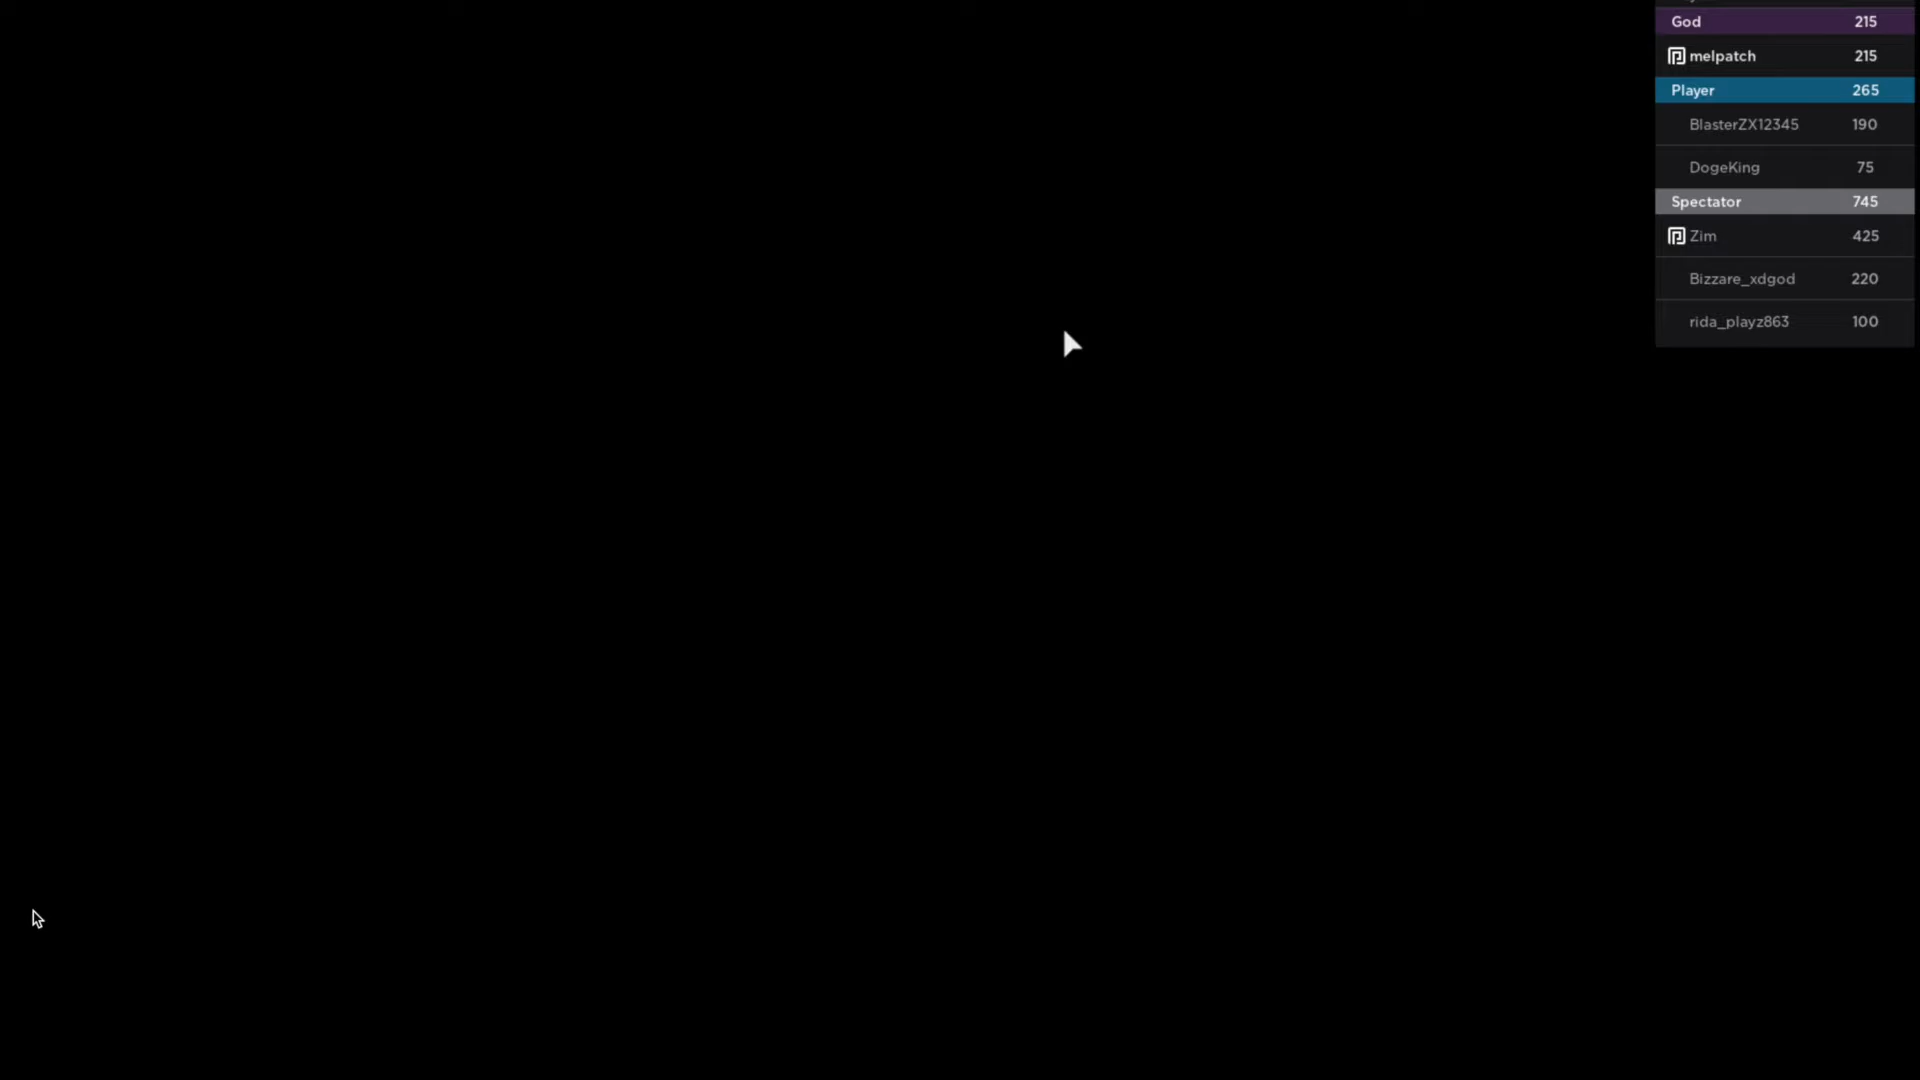 God 215
melpatch 215
Player 265
BlasterZX12345 190
DogeKing 75
Spectator 745
Zim 425
Bizzare_xdgod 220
rida_playz863 100